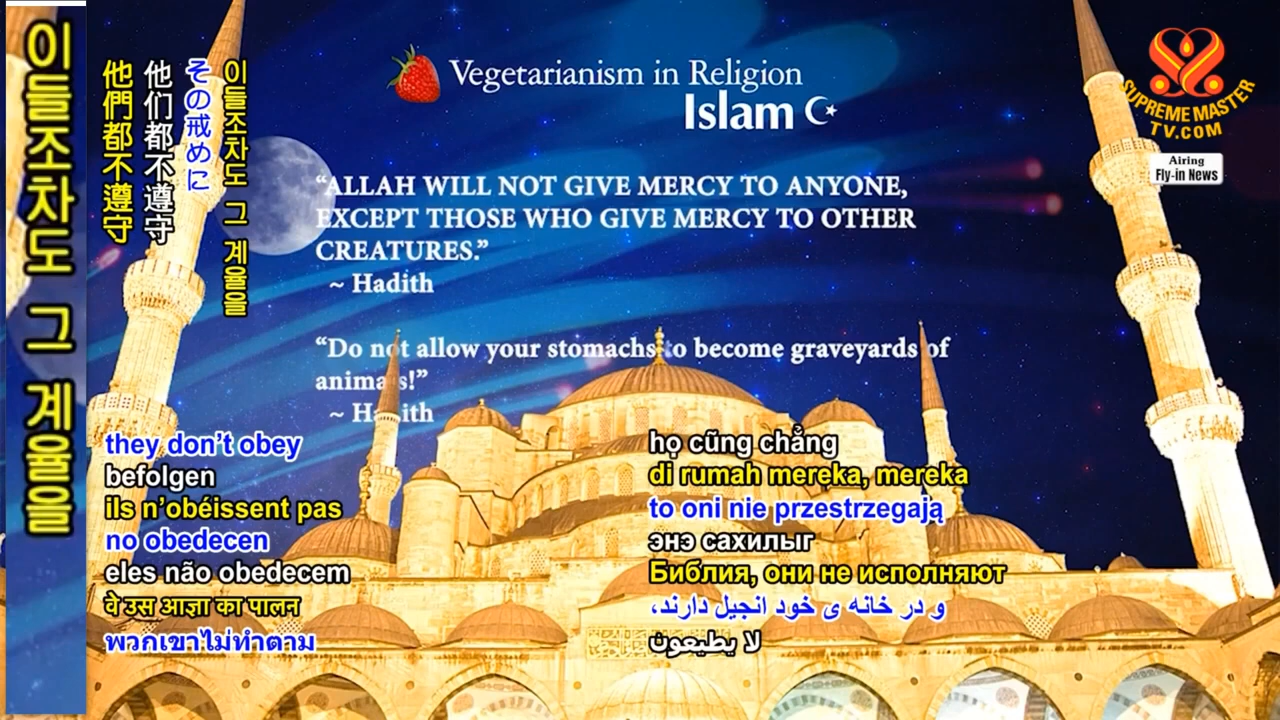 이들조차도 그 계율을
他們都不遵守
他们都不遵守
その戒めに
이들조차도 그 계율을
Vegetarianism in Religion
Islam
SUPREME MASTER
TV.COM
Airing
Fly-in News
“ALLAH WILL NOT GIVE MERCY TO ANYONE,
EXCEPT THOSE WHO GIVE MERCY TO OTHER
CREATURES.”
~ Hadith
“Do not allow your stomachs to become graveyards of
animals!”
~ Hadith
they don’t obey
befolgen
ils n’obéissent pas
no obedecen
eles não obedecem
वे उस आज्ञा का पालन
พวกเขาไม่ทำตาม
họ cũng chẳng
di rumah mereka, mereka
to oni nie przestrzegają
энэ сахилыг
Библия, они не исполняют
و در خانه ی خود انجیل دارند،
لا يطيعون